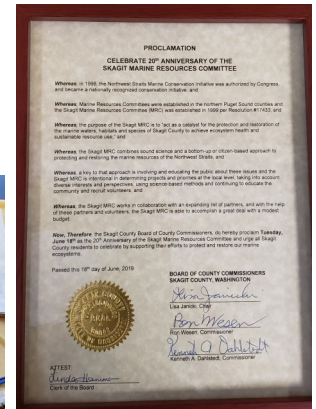 PROCLAMATION
CELEBRATE 20th ANNIVERSARY OF THE
SKAGIT MARINE RESOURCES COMMITTEE
Whereas, in 1998, the Northwest Straits Marine Conservation Initiative was authorized by Congress
and became a nationally recognized conservation initiative; and
Whereas, Marine Resources Committees were established in the northern Puget Sound counties and
the Skagit Marine Resources Committee (MRC) was established in 1999 per Resolution #17433; and
Whereas, the purpose of the Skagit MRC is to "act as a catalyst for the protection and restoration of
the marine waters, habitats and species of Skagit County to achieve ecosystem health and
sustainable resource use;" and
Whereas, the Skagit MRC combines sound science and a bottom-up or citizen-based approach to
protecting and restoring the marine resources of the Northwest Straits, and
Whereas, a key to that approach is involving and educating the public about these issues and the
Skagit MRC is intentional in determining projects and priorities at the local level, taking into account
diverse interests and perspectives, using science-based methods and continuing to educate the
community and recruit volunteers; and
Whereas, the Skagit MRC works in collaboration with an expanding list of partners, and with the help
of these partners and volunteers, the Skagit MRC is able to accomplish a great deal with a modest
budget.
Now, Therefore, the Skagit County Board of County Commissioners, do hereby proclaim Tuesday,
June 18th as the 20th Anniversary of the Skagit Marine Resources Committee and urge all Skagit
County residents to celebrate by supporting their efforts to protect and restore our marine
ecosystems.
Passed this 18th day of June, 2019
BOARD OF COUNTY COMMISSIONERS
SKAGIT COUNTY, WASHINGTON
Lisa Janicki, Chair
Ron Wesen
Ron Wesen, Commissioner
Kenneth A. Dahlstedt
Kenneth A. Dahlstedt, Commissioner
ATTEST
Clerk of the Board